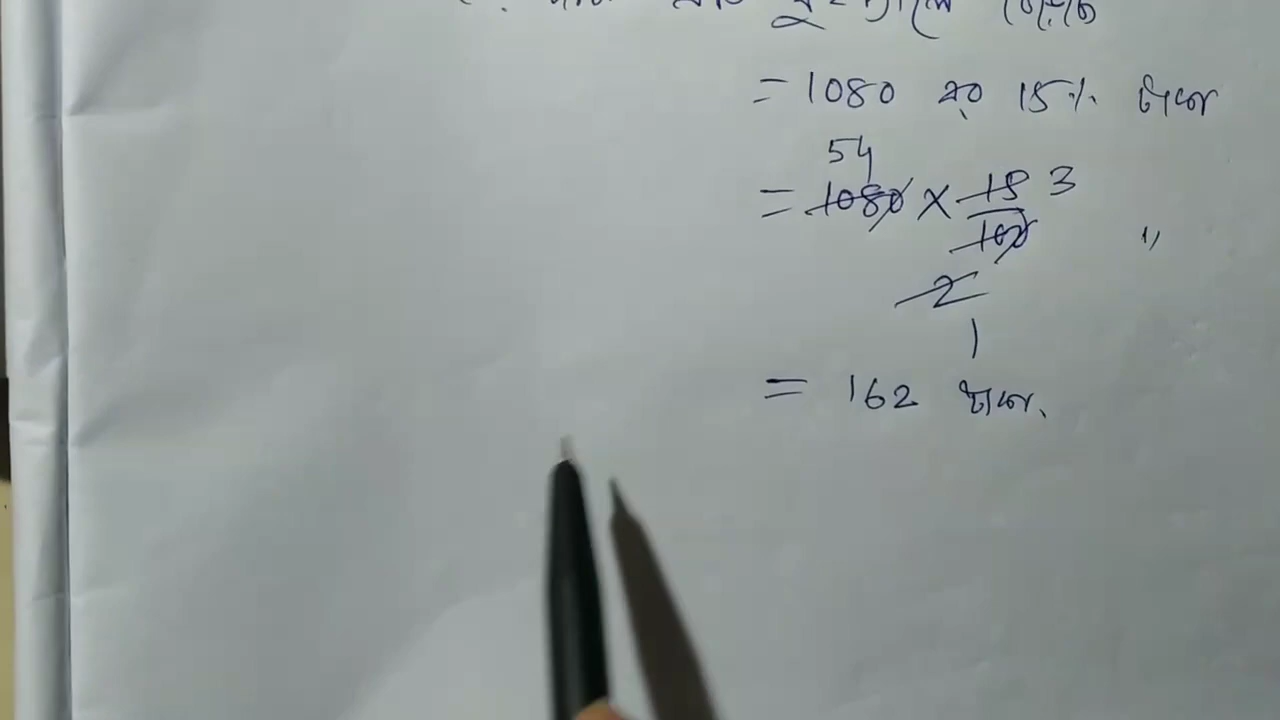 = 1080 এর 15% টাকা
54
= 1080 × 15 3
100 "
2
1
= 162 টাকা.